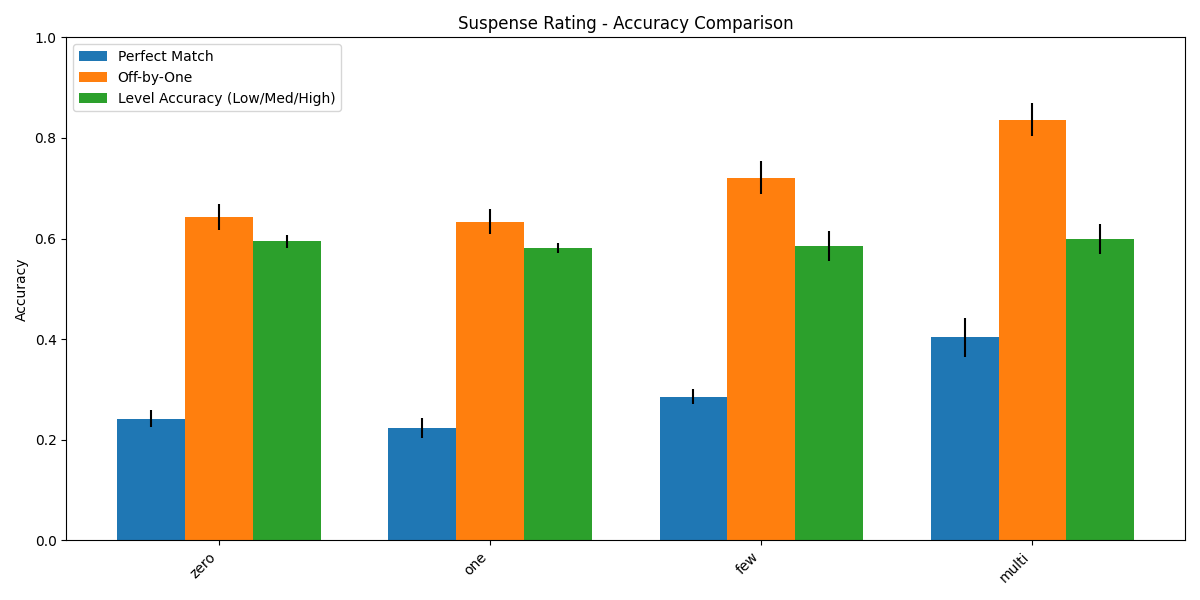 Suspense Rating - Accuracy Comparison
Perfect Match
Off-by-One
Level Accuracy (Low/Med/High)
Accuracy
1.0
0.8
0.6
0.4
0.2
0.0
zero
one
few
multi